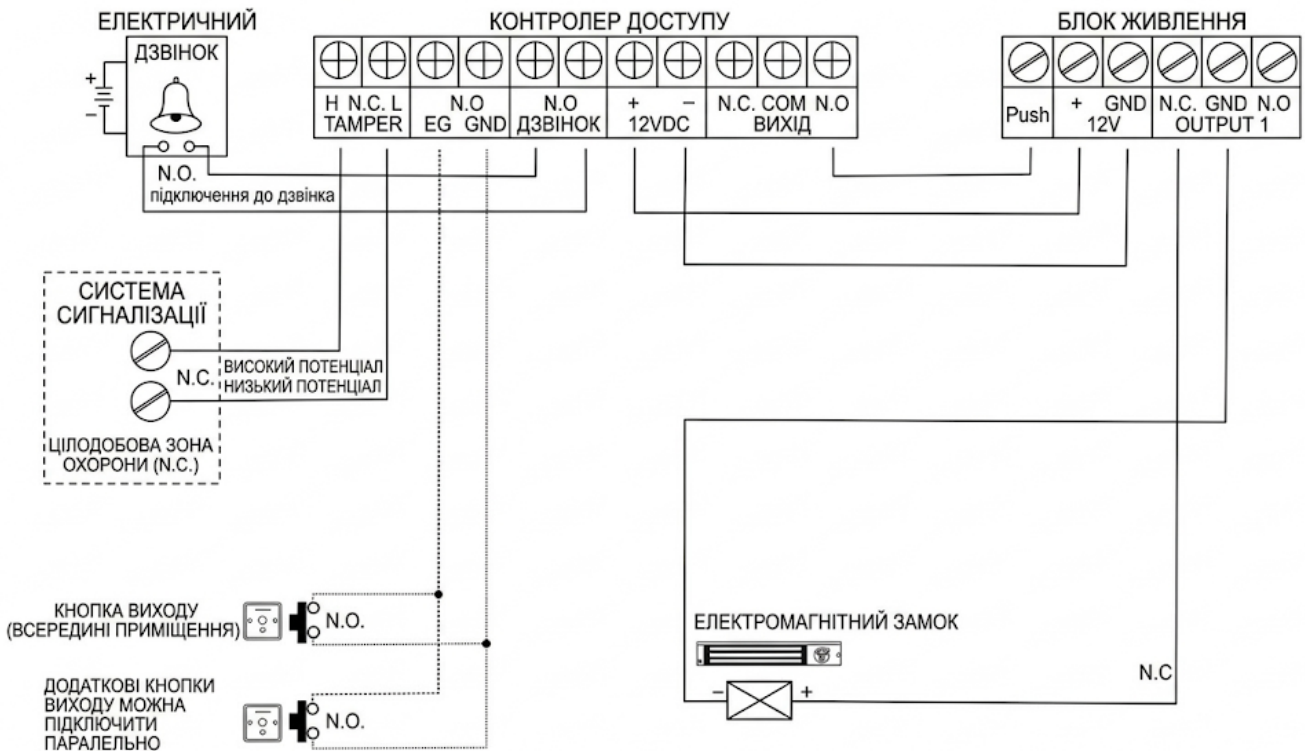 ЕЛЕКТРИЧНИЙ
ДЗВІНОК
+
–
N.O.
підключення до дзвінка
КОНТРОЛЕР ДОСТУПУ
H N.C. L
TAMPER
N.O
EG GND
N.O
ДЗВІНОК
+ –
12VDC
N.C. COM N.O
ВИХІД
БЛОК ЖИВЛЕННЯ
Push
+ GND
12V
N.C. GND N.O
OUTPUT 1
СИСТЕМА
СИГНАЛІЗАЦІЇ
N.C.
ВИСОКИЙ ПОТЕНЦІАЛ
НИЗЬКИЙ ПОТЕНЦІАЛ
ЦІЛОДОБОВА ЗОНА
ОХОРОНИ (N.C.)
КНОПКА ВИХОДУ
(ВСЕРЕДИНІ ПРИМІЩЕННЯ)
N.O.
ДОДАТКОВІ КНОПКИ
ВИХОДУ МОЖНА
ПІДКЛЮЧИТИ
ПАРАЛЕЛЬНО
N.O.
ЕЛЕКТРОМАГНІТНИЙ ЗАМОК
– +
N.C